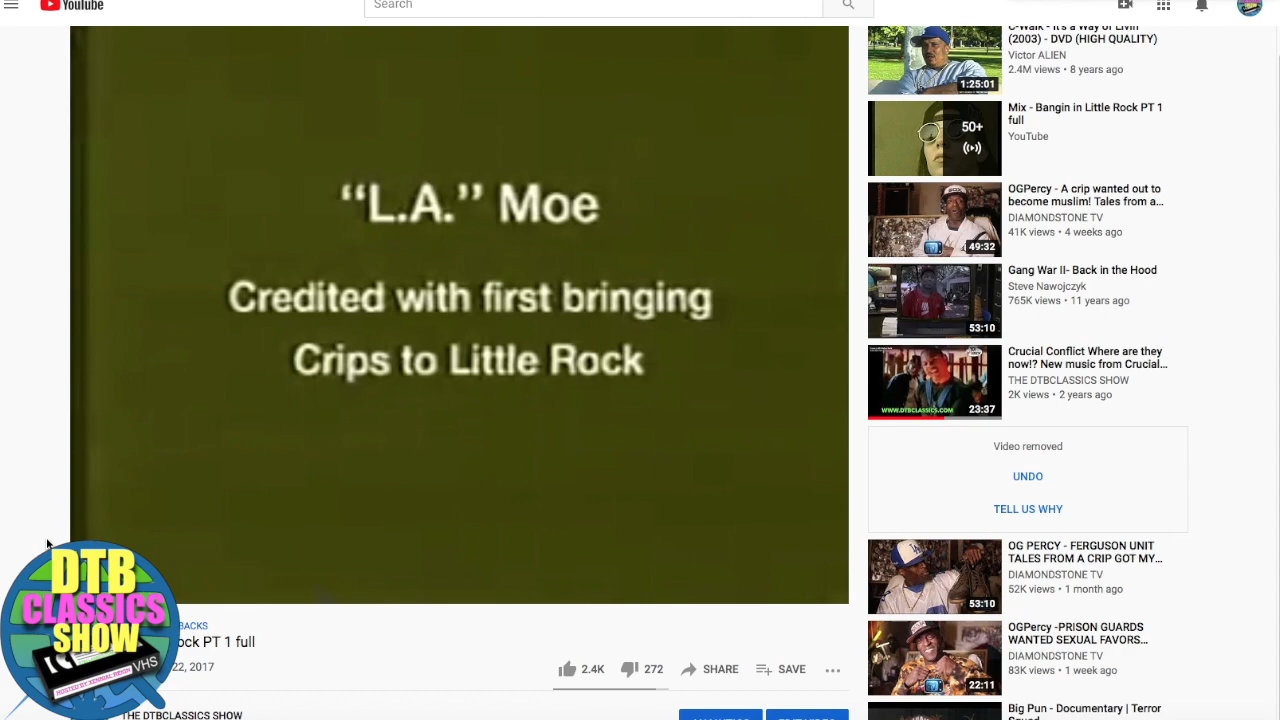 YouTube
Search
"L.A." Moe
Credited with first bringing
Crips to Little Rock
BACKS
ock PT 1 full
22, 2017
2.4K
272
SHARE
SAVE
THE DTBCLASSICS SHOW
ANALYTICS
EDIT VIDEO
DTB
CLASSICS
SHOW
VHS
C-Walk - It's a Way of Livin'
(2003) - DVD (HIGH QUALITY)
Victor ALIEN
2.4M views • 8 years ago
1:25:01
Mix - Bangin in Little Rock PT 1
full
YouTube
50+
OGPercy - A crip wanted out to
become muslim! Tales from a...
DIAMONDSTONE TV
41K views • 4 weeks ago
49:32
Gang War II- Back in the Hood
Steve Nawojczyk
765K views • 11 years ago
53:10
Crucial Conflict Where are they
now!? New music from Crucial...
THE DTBCLASSICS SHOW
2K views • 2 years ago
WWW.DTBCLASSICS.COM
23:37
Video removed
UNDO
TELL US WHY
OG PERCY - FERGUSON UNIT
TALES FROM A CRIP GOT MY...
DIAMONDSTONE TV
52K views • 1 month ago
53:10
OGPercy -PRISON GUARDS
WANTED SEXUAL FAVORS...
DIAMONDSTONE TV
83K views • 1 week ago
22:11
Big Pun - Documentary | Terror